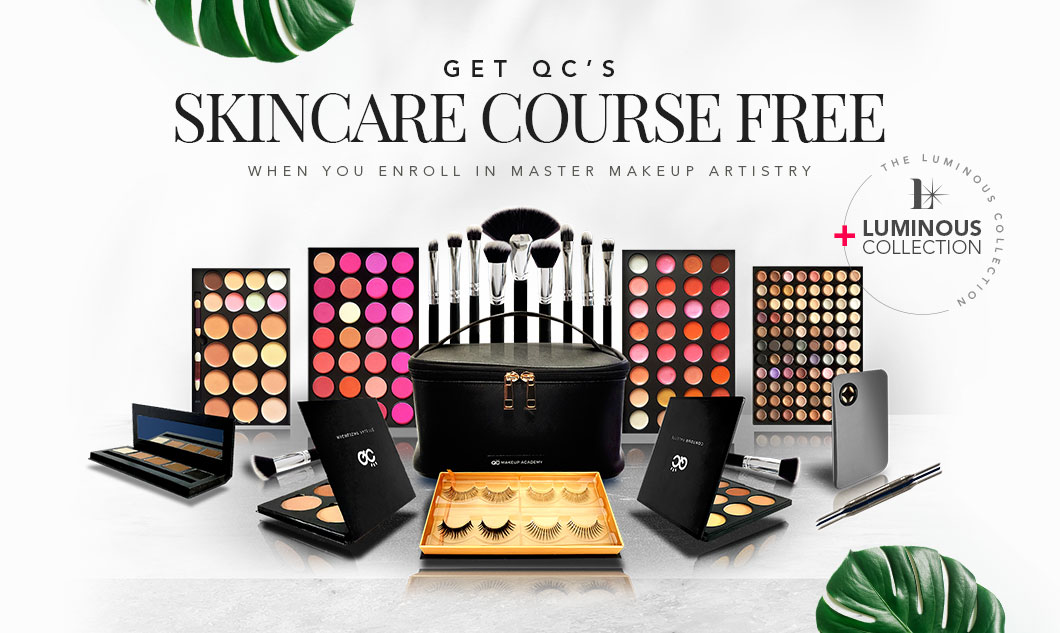 GET QC'S
SKINCARE COURSE FREE
WHEN YOU ENROLL IN MASTER MAKEUP ARTISTRY
THE LUMINOUS COLLECTION
L
+ LUMINOUS
COLLECTION
QC MAKEUP ACADEMY
QC
QC